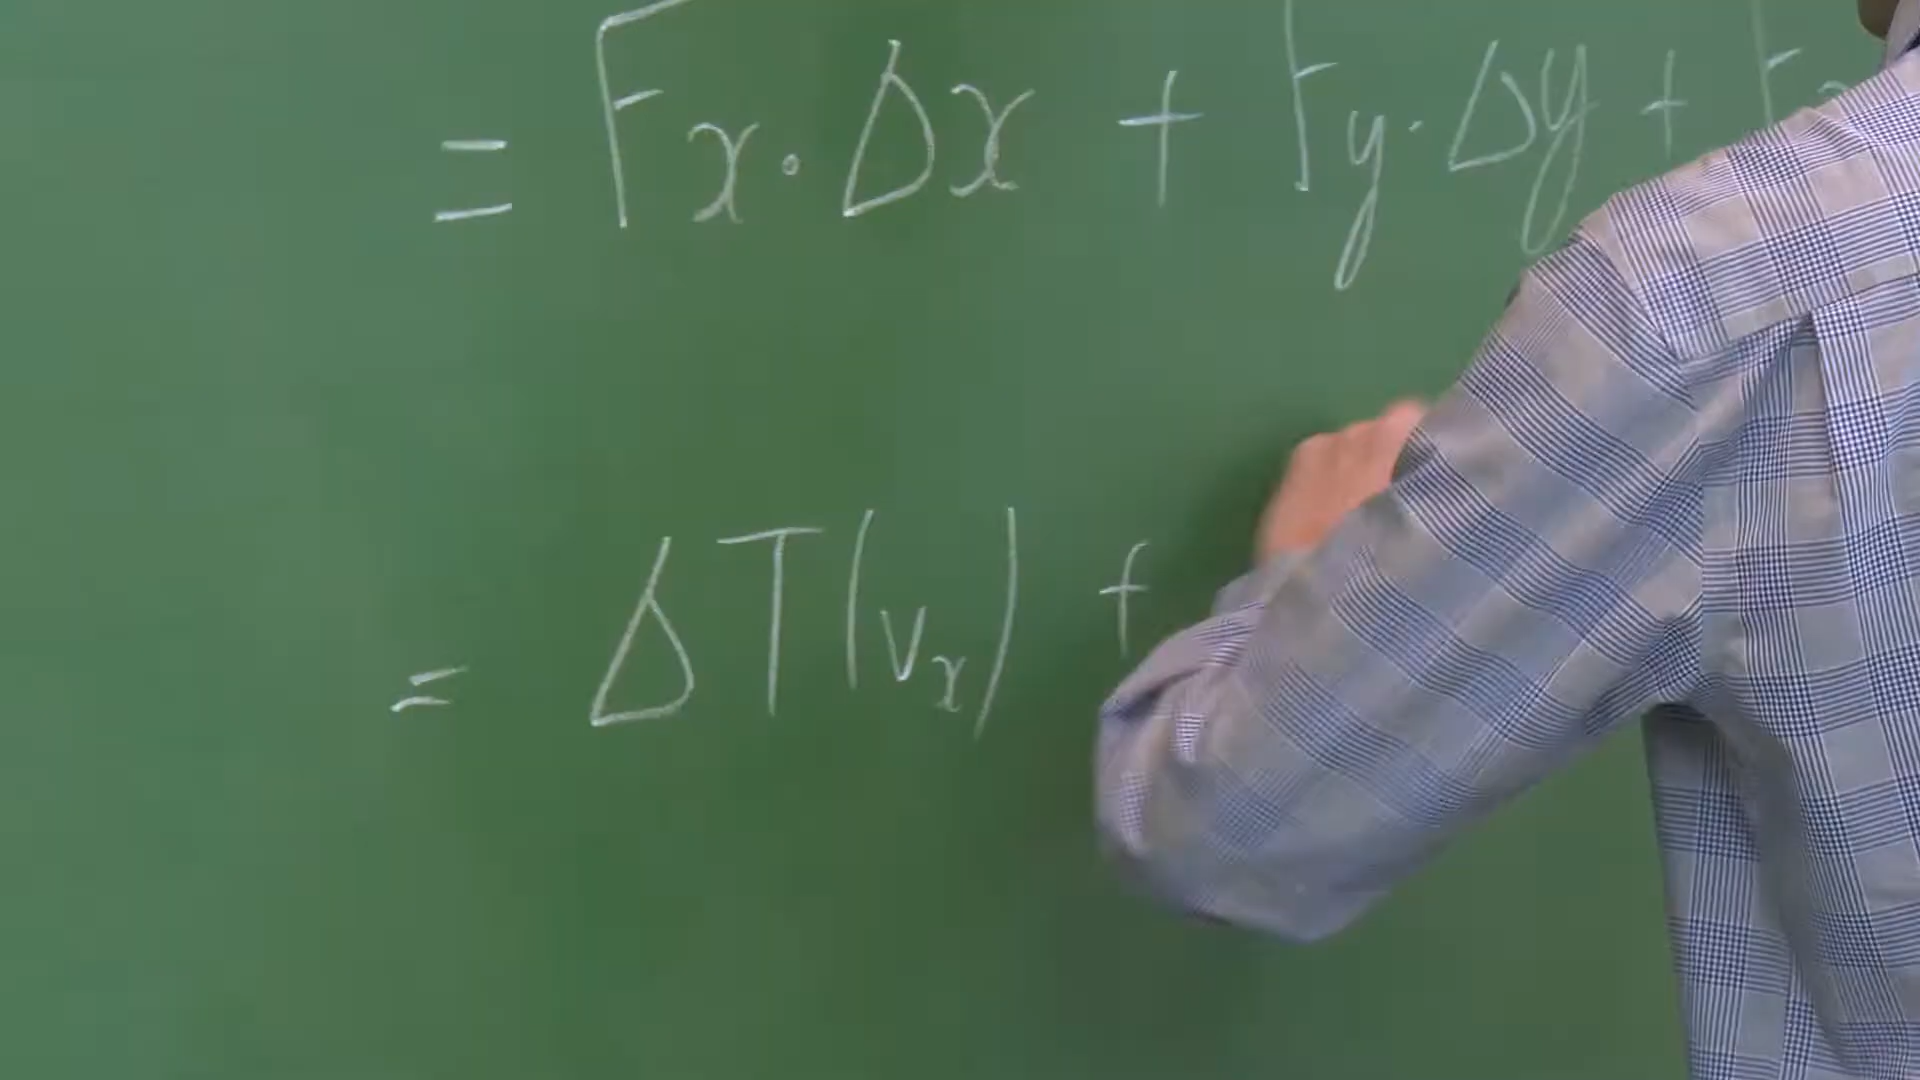 = Fx · Δx + Fy · Δy + F
= ΔT(vx) +